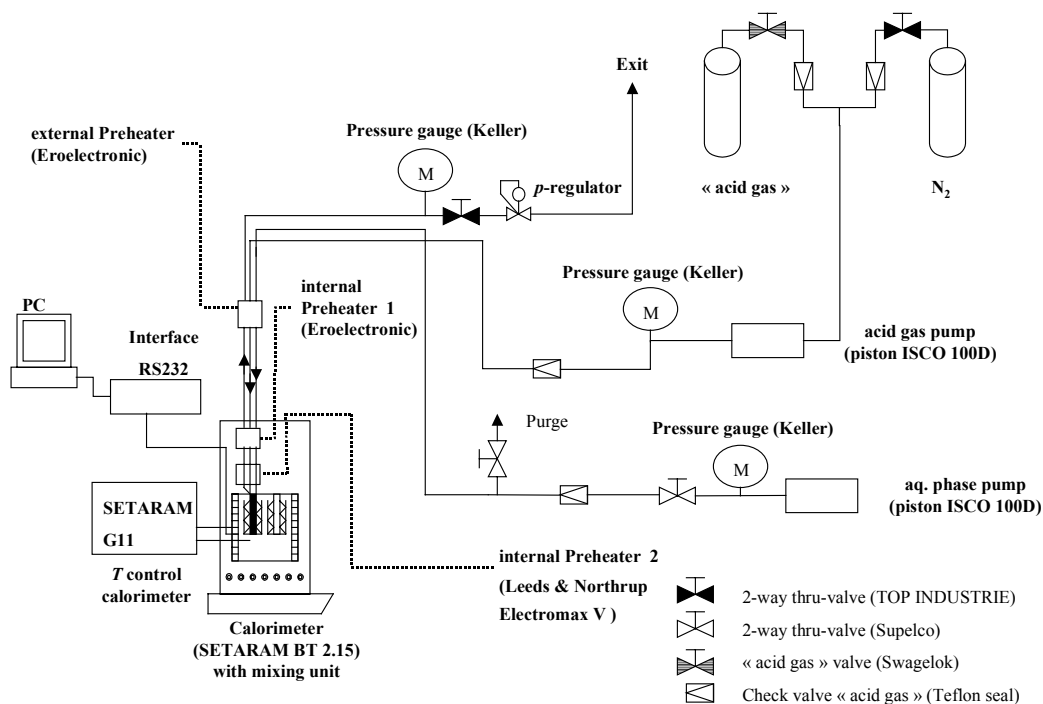 Exit
external Preheater
(Eroelectronic)
Pressure gauge (Keller)
M
p-regulator
« acid gas »
N2
internal
Preheater 1
(Eroelectronic)
Pressure gauge (Keller)
M
acid gas pump
(piston ISCO 100D)
PC
Interface
RS232
Purge
Pressure gauge (Keller)
M
aq. phase pump
(piston ISCO 100D)
SETARAM
G11
T control
calorimeter
internal Preheater 2
(Leeds & Northrup
Electromax V )
Calorimeter
(SETARAM BT 2.15)
with mixing unit
2-way thru-valve (TOP INDUSTRIE)
2-way thru-valve (Supelco)
« acid gas » valve (Swagelok)
Check valve « acid gas » (Teflon seal)